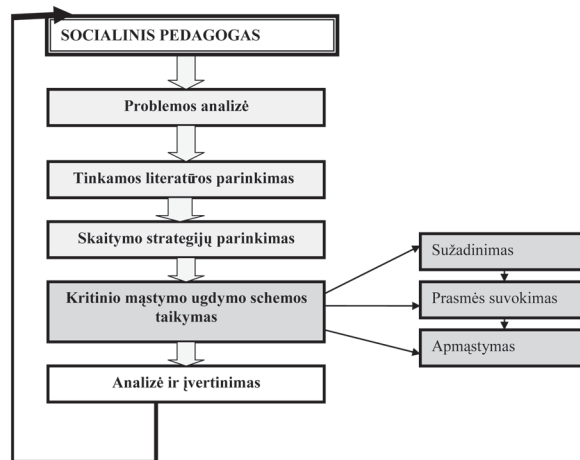 SOCIALINIS PEDAGOGAS
Problemos analizė
Tinkamos literatūros parinkimas
Skaitymo strategijų parinkimas
Kritinio mąstymo ugdymo schemos
taikymas
Sužadinimas
Prasmės suvokimas
Apmąstymas
Analizė ir įvertinimas